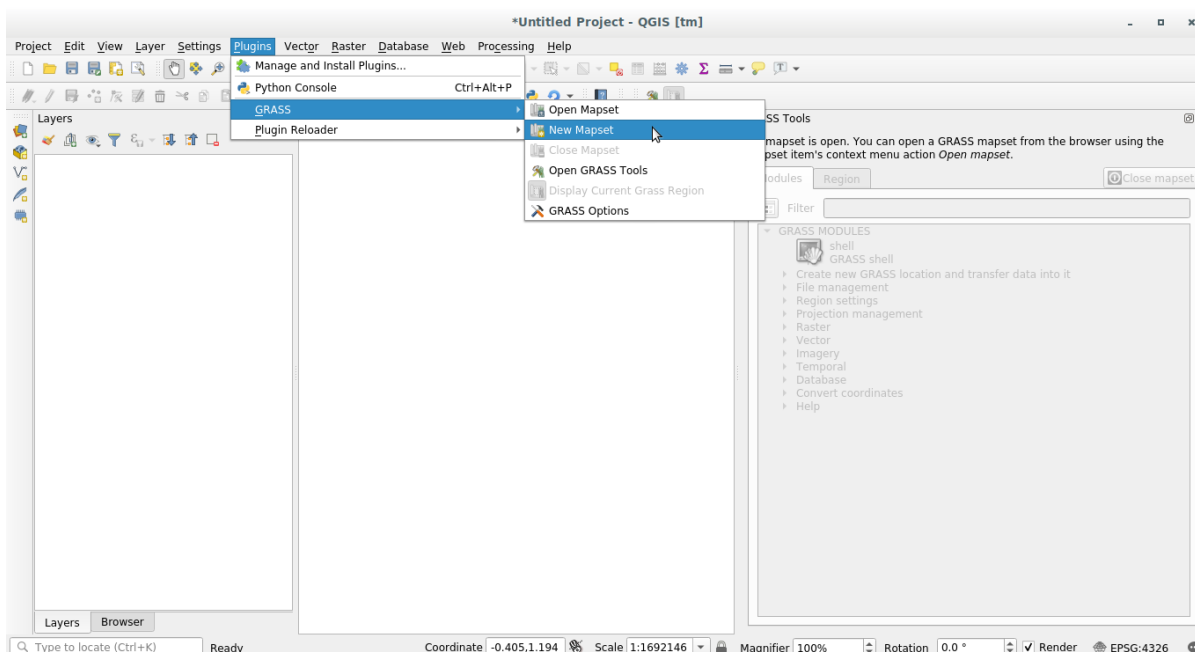 *Untitled Project - QGIS [tm]
Project Edit View Layer Settings Plugins Vector Raster Database Web Processing Help
Manage and Install Plugins...
Python Console Ctrl+Alt+P
GRASS
Plugin Reloader
Open Mapset
New Mapset
Close Mapset
Open GRASS Tools
Display Current Grass Region
GRASS Options
Layers
SS Tools
mapset is open. You can open a GRASS mapset from the browser using the
pset item's context menu action Open mapset.
odules Region Close mapset
Filter
GRASS MODULES
shell
GRASS shell
Create new GRASS location and transfer data into it
File management
Region settings
Projection management
Raster
Vector
Imagery
Temporal
Database
Convert coordinates
Help
Layers Browser
Type to locate (Ctrl+K) Ready Coordinate -0.405,1.194 Scale 1:1692146 Magnifier 100% Rotation 0.0 ° Render EPSG:4326